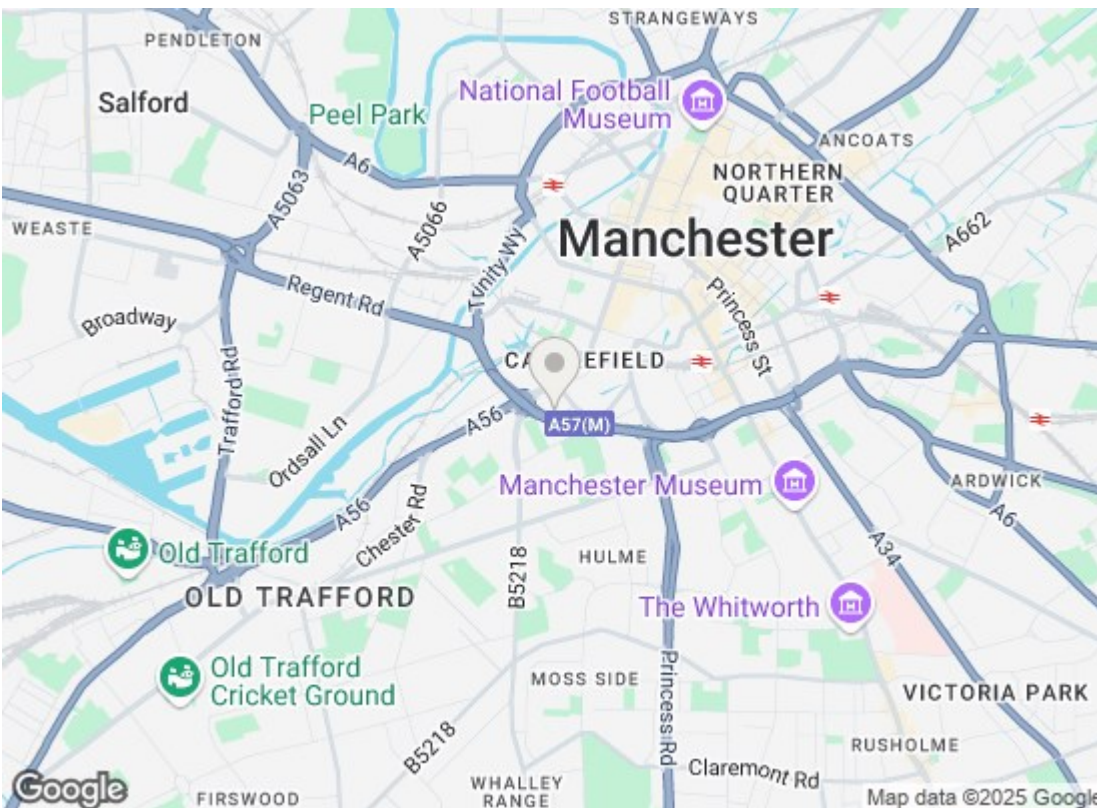 STRANGEWAYS
PENDLETON
Salford
National Football
Museum
Peel Park
A6
ANCOATS
NORTHERN
QUARTER
A5063
A5066
WEASTE
Manchester
A662
Trinity Wy
Regent Rd
Broadway
Princess St
Trafford Rd
A56
A57(M)
Ordsall Ln
Manchester Museum
ARDWICK
A6
A56
Chester Rd
Old Trafford
HULME
A34
B5218
OLD TRAFFORD
The Whitworth
Old Trafford
Cricket Ground
MOSS SIDE
Princess Rd
VICTORIA PARK
B5218
RUSHOLME
Claremont Rd
WHALLEY
RANGE
FIRSWOOD
Google
Map data ©2025 Google